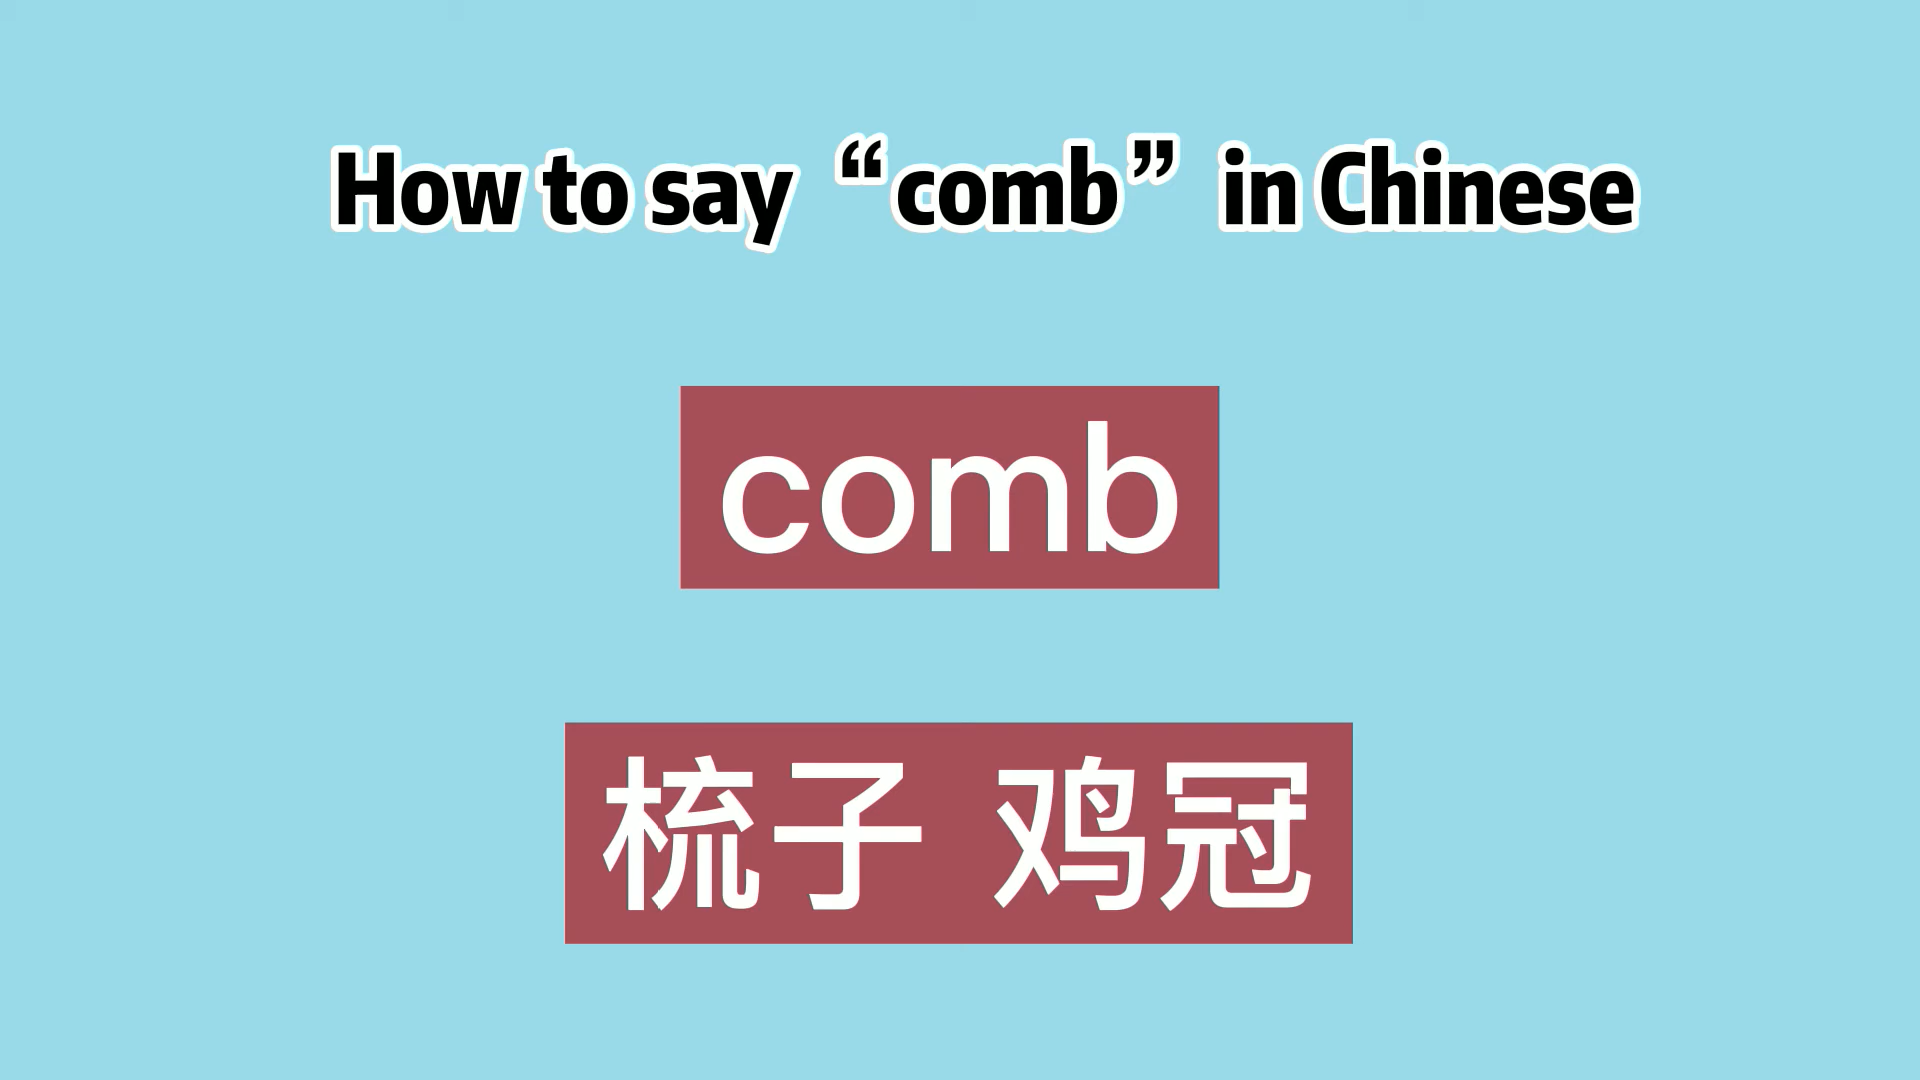 How to say “comb” in Chinese
comb
梳子 鸡冠